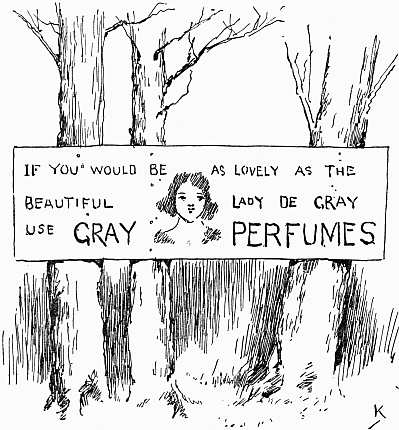 IF YOU WOULD BE AS LOVELY AS THE
BEAUTIFUL LADY DE GRAY
USE GRAY PERFUMES
K